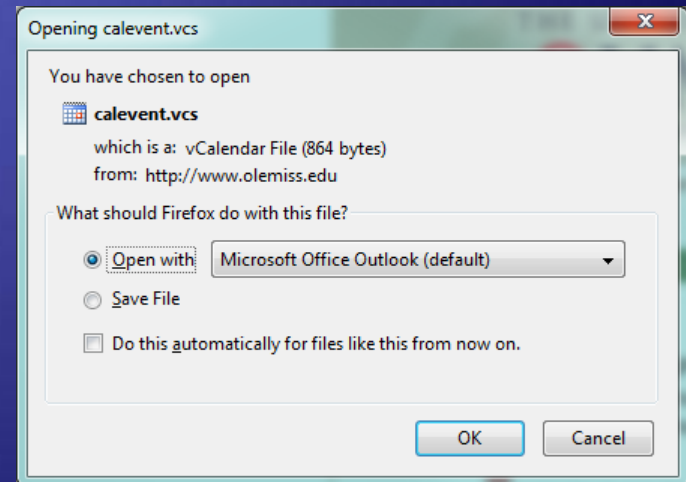 Opening calevent.vcs
You have chosen to open
calevent.vcs
which is a: vCalendar File (864 bytes)
from: http://www.olemiss.edu
What should Firefox do with this file?
Open with Microsoft Office Outlook (default)
Save File
Do this automatically for files like this from now on.
OK Cancel